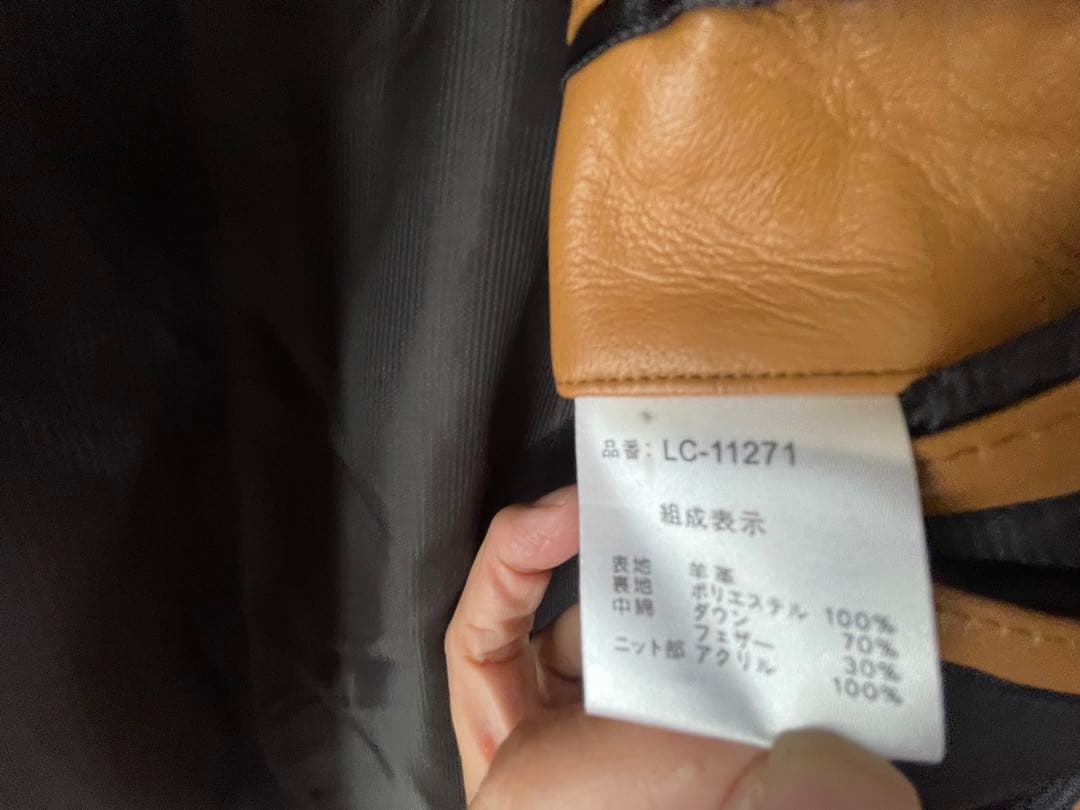 品番: LC-11271
組成表示
表地 羊革
裏地 ポリエステル 100%
中綿 ダウン 70%
フェザー 30%
ニット部 アクリル 100%